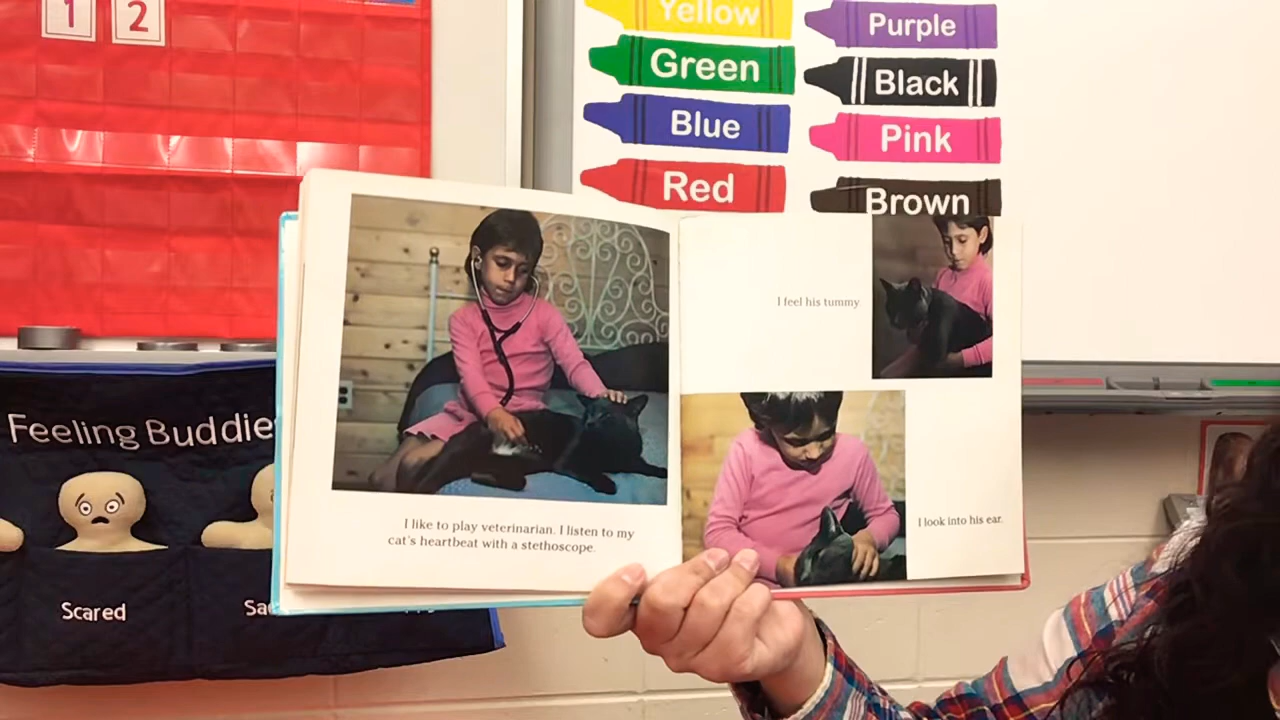 1 2
Yellow
Purple
Green
Black
Blue
Pink
Red
Brown
Feeling Buddie
Scared
Sa
I like to play veterinarian. I listen to my
cat's heartbeat with a stethoscope.
I feel his tummy.
I look into his ear.